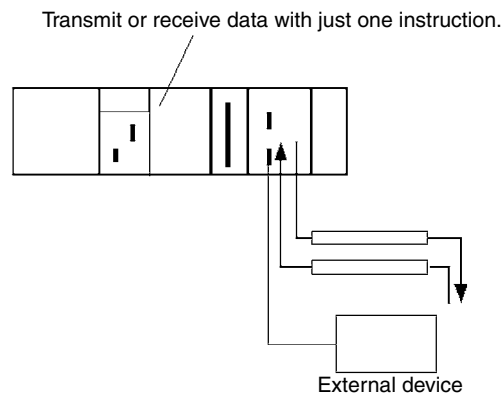 Transmit or receive data with just one instruction.
External device